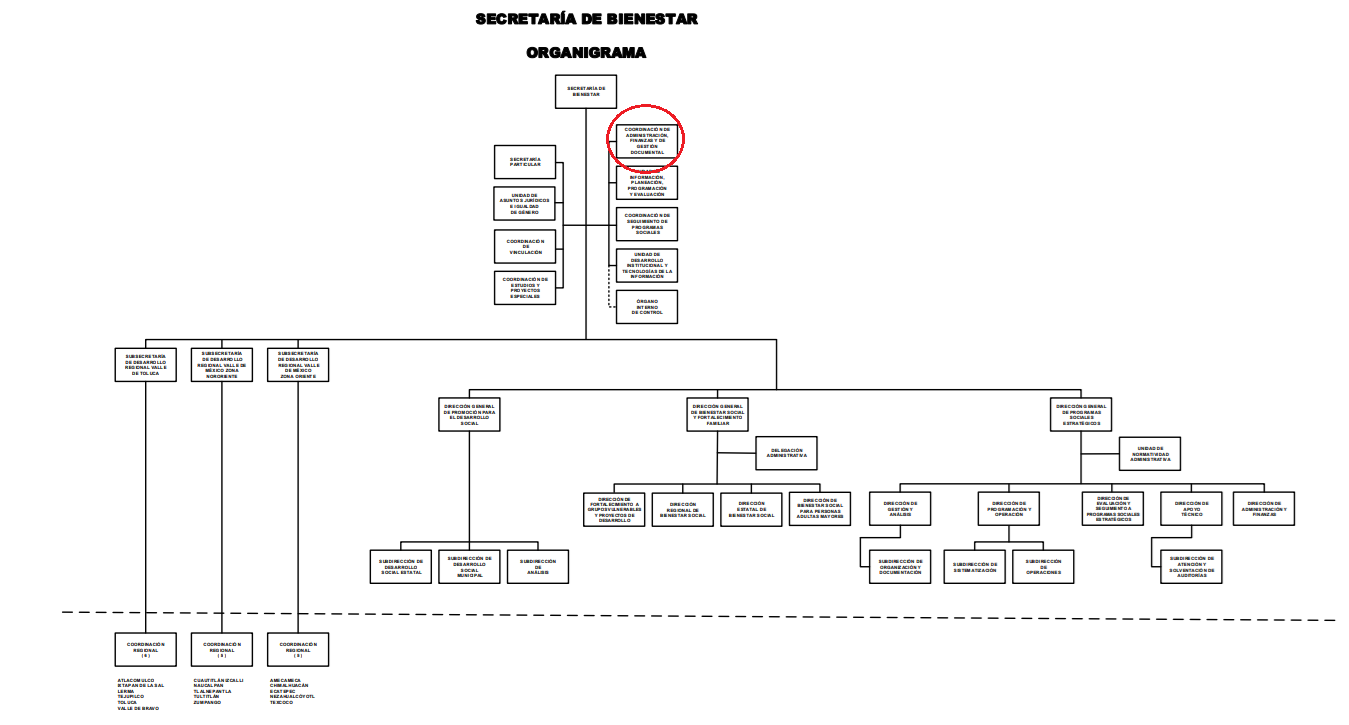 SECRETARÍA DE BIENESTAR
ORGANIGRAMA
SECRETARÍA DE
BIENESTAR
COORDINACIÓN DE
ADMINISTRACIÓN,
FINANZAS Y DE
GESTIÓN
DOCUMENTAL
SECRETARÍA
PARTICULAR
INFORMACIÓN,
PLANEACIÓN,
PROGRAMACIÓN
Y EVALUACIÓN
UNIDAD DE
ASUNTOS JURÍDICOS
E IGUALDAD
DE GÉNERO
COORDINACIÓN DE
SEGUIMIENTO DE
PROGRAMAS
SOCIALES
COORDINACIÓN
DE
VINCULACIÓN
UNIDAD DE
DESARROLLO
INSTITUCIONAL Y
TECNOLOGÍAS DE LA
INFORMACIÓN
COORDINACIÓN DE
ESTUDIOS Y
PROYECTOS
ESPECIALES
ÓRGANO
INTERNO
DE CONTROL
SUBSECRETARÍA
DE DESARROLLO
REGIONAL VALLE
DE TOLUCA
SUBSECRETARÍA
DE DESARROLLO
REGIONAL VALLE DE
MÉXICO ZONA
NORORIENTE
SUBSECRETARÍA
DE DESARROLLO
REGIONAL VALLE
DE MÉXICO
ZONA ORIENTE
DIRECCIÓN GENERAL
DE PROMOCIÓN PARA
EL DESARROLLO
SOCIAL
DIRECCIÓN GENERAL
DE BIENESTAR SOCIAL
Y FORTALECIMIENTO
FAMILIAR
DIRECCIÓN GENERAL
DE PROGRAMAS
SOCIALES
ESTRATÉGICOS
DELEGACIÓN
ADMINISTRATIVA
UNIDAD DE
NORMATIVIDAD
ADMINISTRATIVA
DIRECCIÓN DE
FORTALECIMIENTO A
GRUPOS VULNERABLES
Y PROYECTOS DE
DESARROLLO
DIRECCIÓN
REGIONAL DE
BIENESTAR SOCIAL
DIRECCIÓN
ESTATAL DE
BIENESTAR SOCIAL
DIRECCIÓN DE
BIENESTAR SOCIAL
PARA PERSONAS
ADULTAS MAYORES
DIRECCIÓN DE
GESTIÓN Y
ANÁLISIS
DIRECCIÓN DE
PROGRAMACIÓN Y
OPERACIÓN
DIRECCIÓN DE
EVALUACIÓN Y
SEGUIMIENTO A
PROGRAMAS SOCIALES
ESTRATÉGICOS
DIRECCIÓN DE
APOYO
TÉCNICO
DIRECCIÓN DE
ADMINISTRACIÓN Y
FINANZAS
SUBDIRECCIÓN DE
DESARROLLO
SOCIAL ESTATAL
SUBDIRECCIÓN DE
DESARROLLO
SOCIAL
MUNICIPAL
SUBDIRECCIÓN
DE
ANÁLISIS
SUBDIRECCIÓN DE
ORGANIZACIÓN Y
DOCUMENTACIÓN
SUBDIRECCIÓN DE
SISTEMATIZACIÓN
SUBDIRECCIÓN
DE
OPERACIONES
SUBDIRECCIÓN DE
ATENCIÓN Y
SOLVENTACIÓN DE
AUDITORÍAS
COORDINACIÓN
REGIONAL
( 6 )
COORDINACIÓN
REGIONAL
( 5 )
COORDINACIÓN
REGIONAL
( 5 )
ATLACOMULCO
IXTAPAN DE LA SAL
LERMA
TEJUPILCO
TOLUCA
VALLE DE BRAVO
CUAUTITLÁN IZCALLI
NAUCALPAN
TLALNEPANTLA
TULTITLÁN
ZUMPANGO
AMECAMECA
CHIMALHUACÁN
ECATEPEC
NEZAHUALCÓYOTL
TEXCOCO